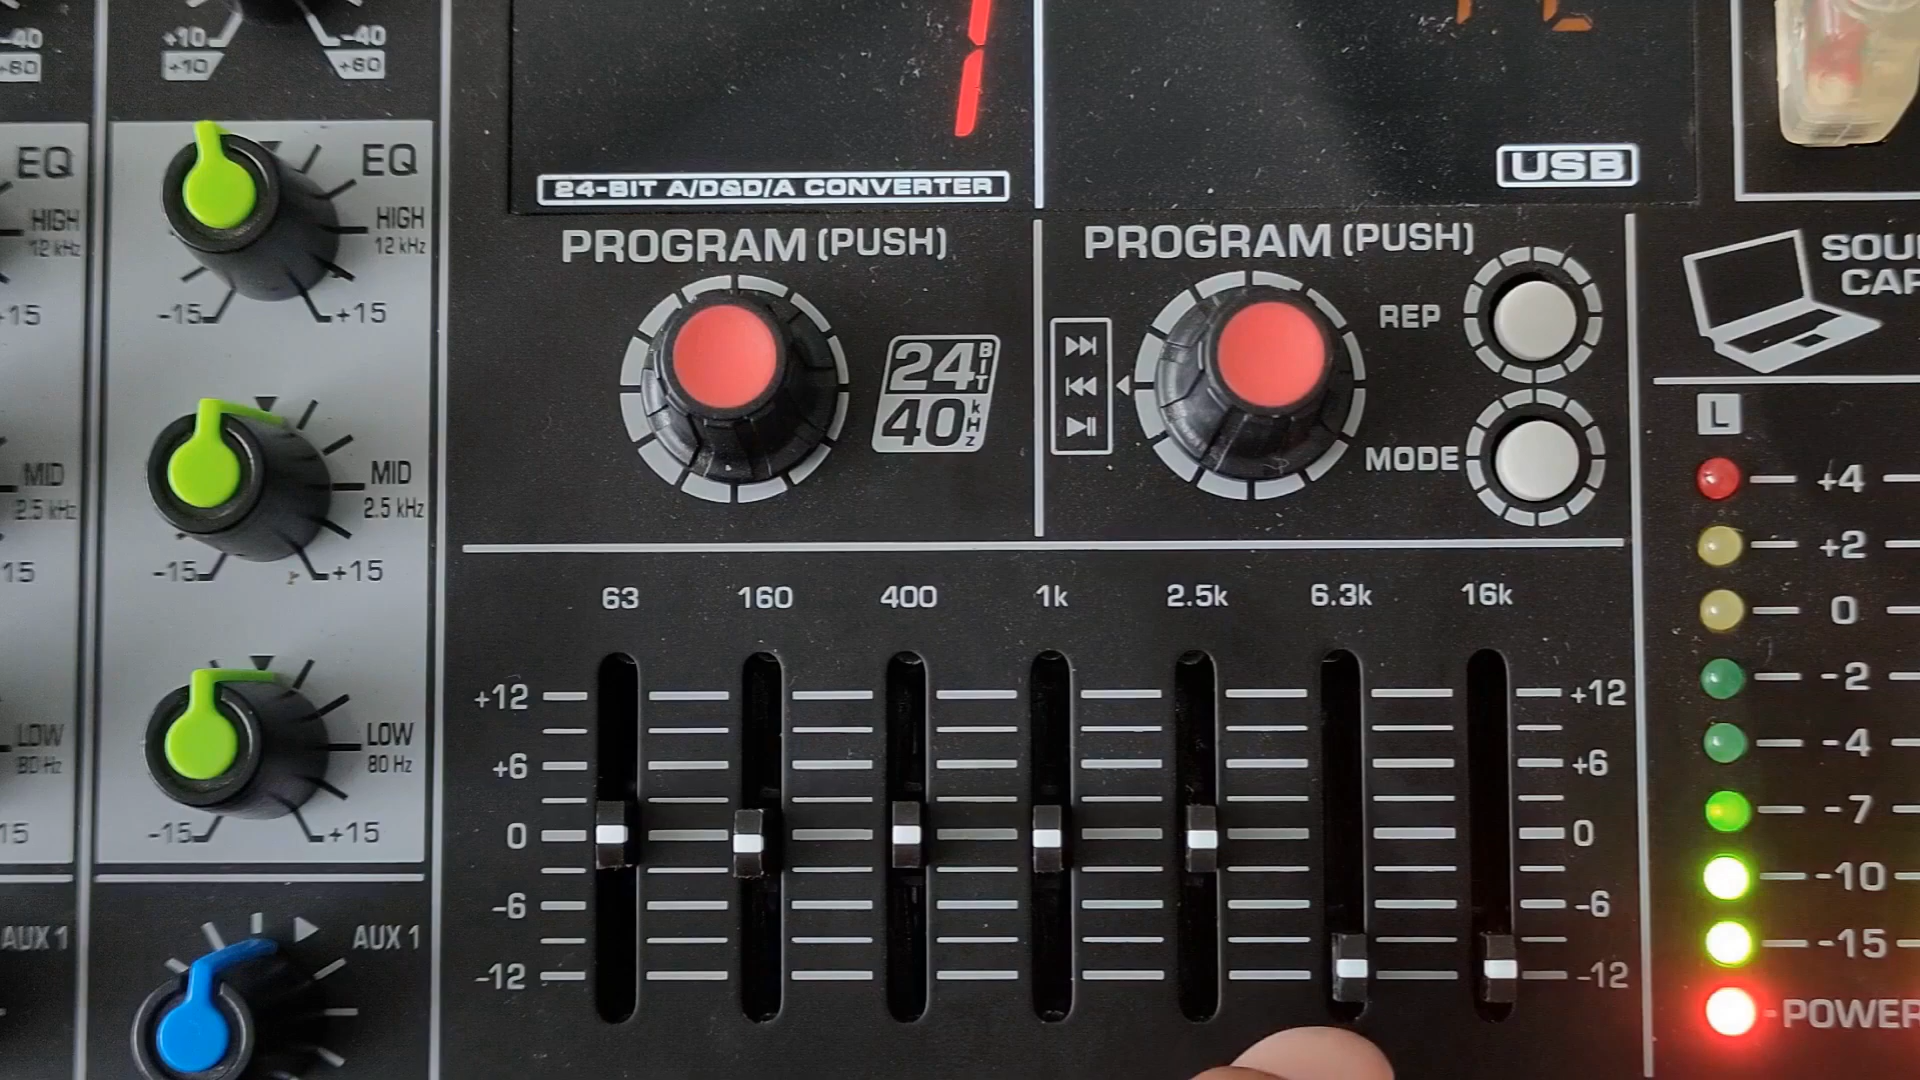 -40
+60
+10 -40
+10 +60
EQ
HIGH
12 kHz
15
MID
2.5 kHz
15
LOW
80 Hz
15
AUX 1
EQ
HIGH
12 kHz
-15 +15
MID
2.5 kHz
-15 +15
LOW
80 Hz
-15 +15
AUX 1
24-BIT A/D&D/A CONVERTER
USB
PROGRAM (PUSH)
24 BIT
40 kHz
PROGRAM (PUSH)
REP
MODE
63 160 400 1k 2.5k 6.3k 16k
+12 +12
+6 +6
0 0
-6 -6
-12 -12
L
+4
+2
0
-2
-4
-7
-10
-15
POWER